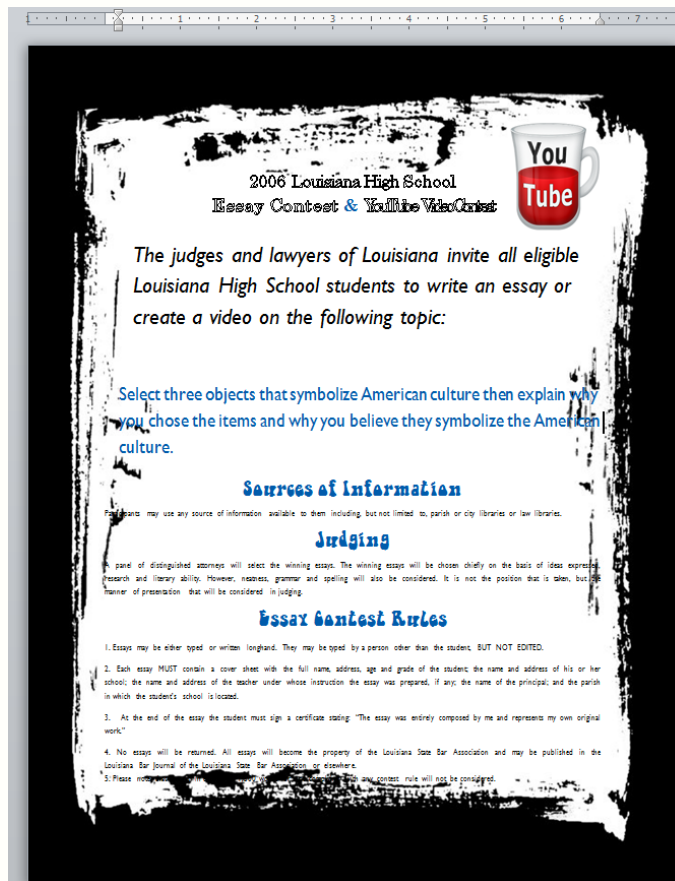 1 1 2 3 4 5 6 7
2006 Louisiana High School
Essay Contest & YouTube Video Contest
You
Tube
The judges and lawyers of Louisiana invite all eligible
Louisiana High School students to write an essay or
create a video on the following topic:
Select three objects that symbolize American culture then explain why
you chose the items and why you believe they symbolize the American
culture.
Sources of Information
Participants may use any source of information available to them including, but not limited to, parish or city libraries or law libraries.
Judging
A panel of distinguished attorneys will select the winning essays. The winning essays will be chosen chiefly on the basis of ideas expressed,
research and literary ability. However, neatness, grammar and spelling will also be considered. It is not the position that is taken, but the
manner of presentation that will be considered in judging.
Essay Contest Rules
1. Essays may be either typed or written longhand. They may be typed by a person other than the student, BUT NOT EDITED.
2. Each essay MUST contain a cover sheet with the full name, address, age and grade of the student; the name and address of his or her
school; the name and address of the teacher under whose instruction the essay was prepared, if any; the name of the principal; and the parish
in which the student's school is located.
3. At the end of the essay the student must sign a certificate stating: "The essay was entirely composed by me and represents my own original
work."
4. No essays will be returned. All essays will become the property of the Louisiana State Bar Association and may be published in the
Louisiana Bar Journal of the Louisiana State Bar Association or elsewhere.
5: Please any contest rule will not be considered.